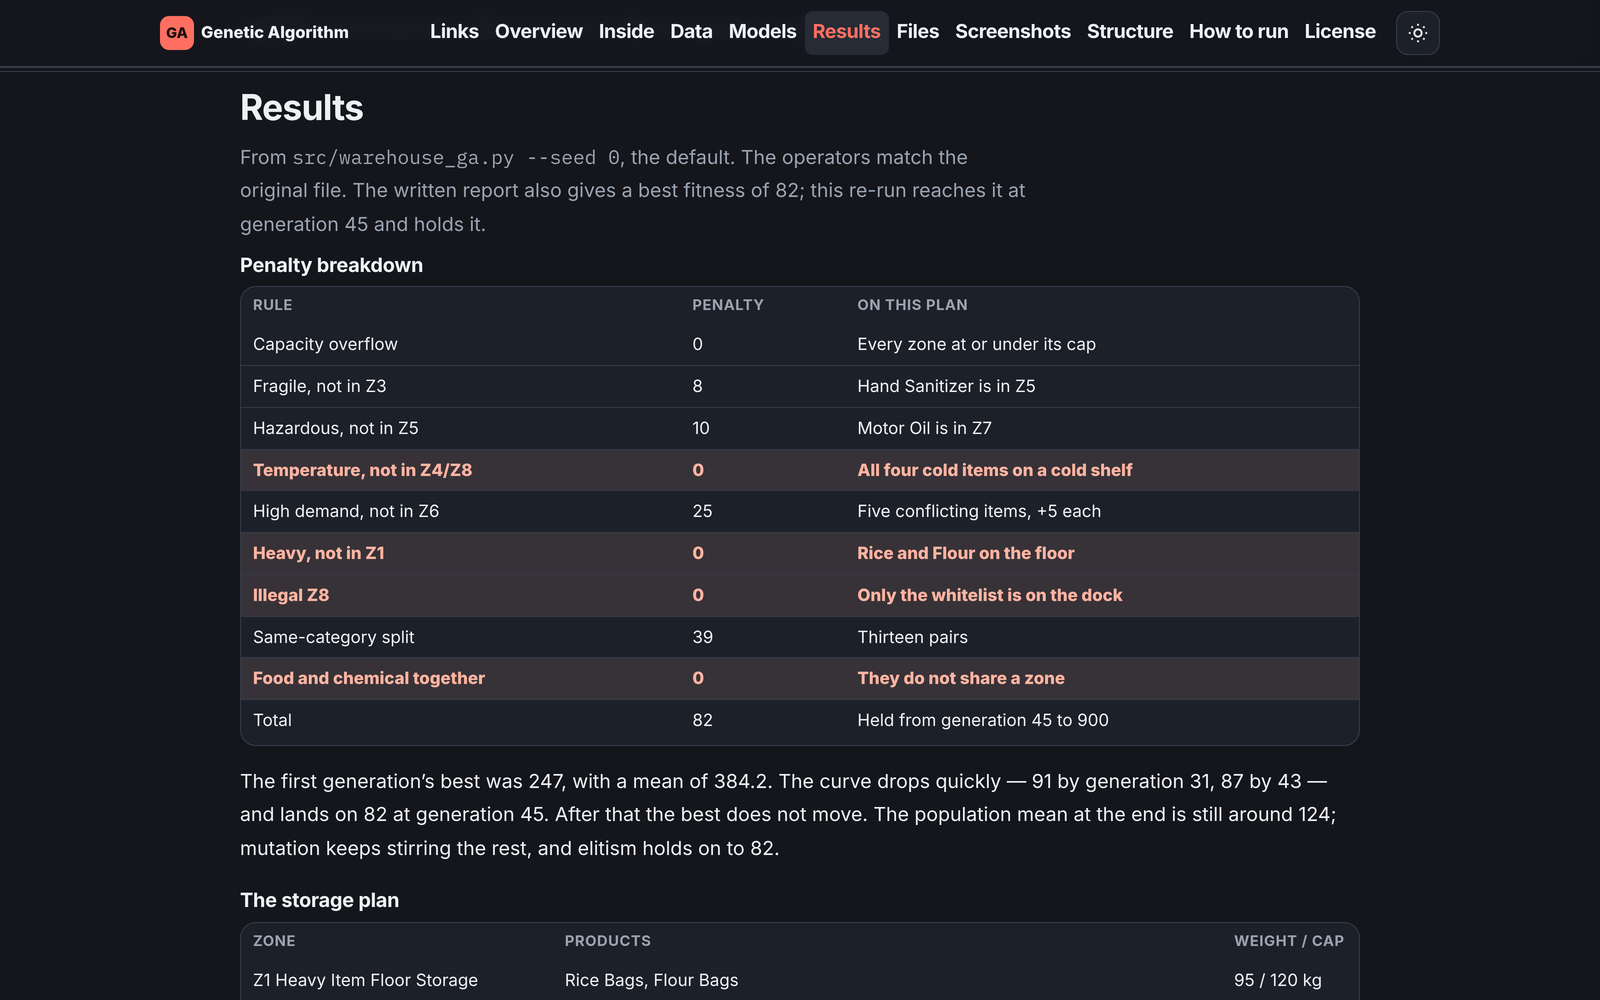 GA Genetic Algorithm Links Overview Inside Data Models Results Files Screenshots Structure How to run License
Results
From src/warehouse_ga.py --seed 0, the default. The operators match the
original file. The written report also gives a best fitness of 82; this re-run reaches it at
generation 45 and holds it.
Penalty breakdown
RULE PENALTY ON THIS PLAN
Capacity overflow 0 Every zone at or under its cap
Fragile, not in Z3 8 Hand Sanitizer is in Z5
Hazardous, not in Z5 10 Motor Oil is in Z7
Temperature, not in Z4/Z8 0 All four cold items on a cold shelf
High demand, not in Z6 25 Five conflicting items, +5 each
Heavy, not in Z1 0 Rice and Flour on the floor
Illegal Z8 0 Only the whitelist is on the dock
Same-category split 39 Thirteen pairs
Food and chemical together 0 They do not share a zone
Total 82 Held from generation 45 to 900
The first generation’s best was 247, with a mean of 384.2. The curve drops quickly — 91 by generation 31, 87 by 43 —
and lands on 82 at generation 45. After that the best does not move. The population mean at the end is still around 124;
mutation keeps stirring the rest, and elitism holds on to 82.
The storage plan
ZONE PRODUCTS WEIGHT / CAP
Z1 Heavy Item Floor Storage Rice Bags, Flour Bags 95 / 120 kg